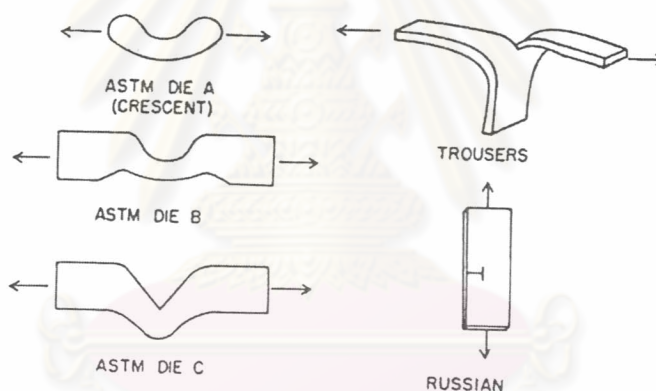 ASTM DIE A
(CRESCENT)
TROUSERS
ASTM DIE B
ASTM DIE C
RUSSIAN